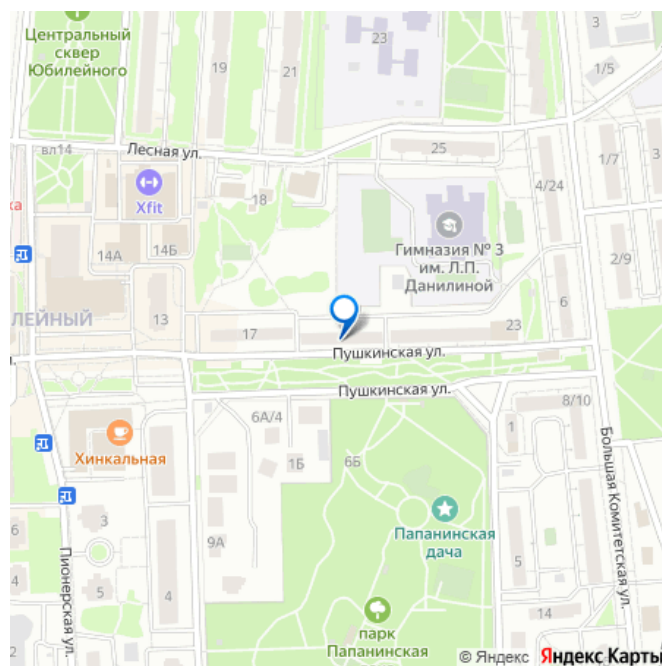 Центральный
сквер
Юбилейного
23
3
1/5
19
21
вл14
Лесная ул.
25
1/7
3
4/24
ка
Xfit
18
Гимназия № 3
им. Л.П.
Данилиной
14А
14Б
2/9
6
ЛЕЙНЫЙ
13
17
23
Пушкинская ул.
л.
Пушкинская ул.
6А/4
8/10
1
Хинкальная
1Б
6Б
Большая Комитетская ул.
3
6
9А
Папанинская
дача
Пионерская ул.
4
5
4
5
14
парк
Папанинская
© Яндекс Яндекс Карты